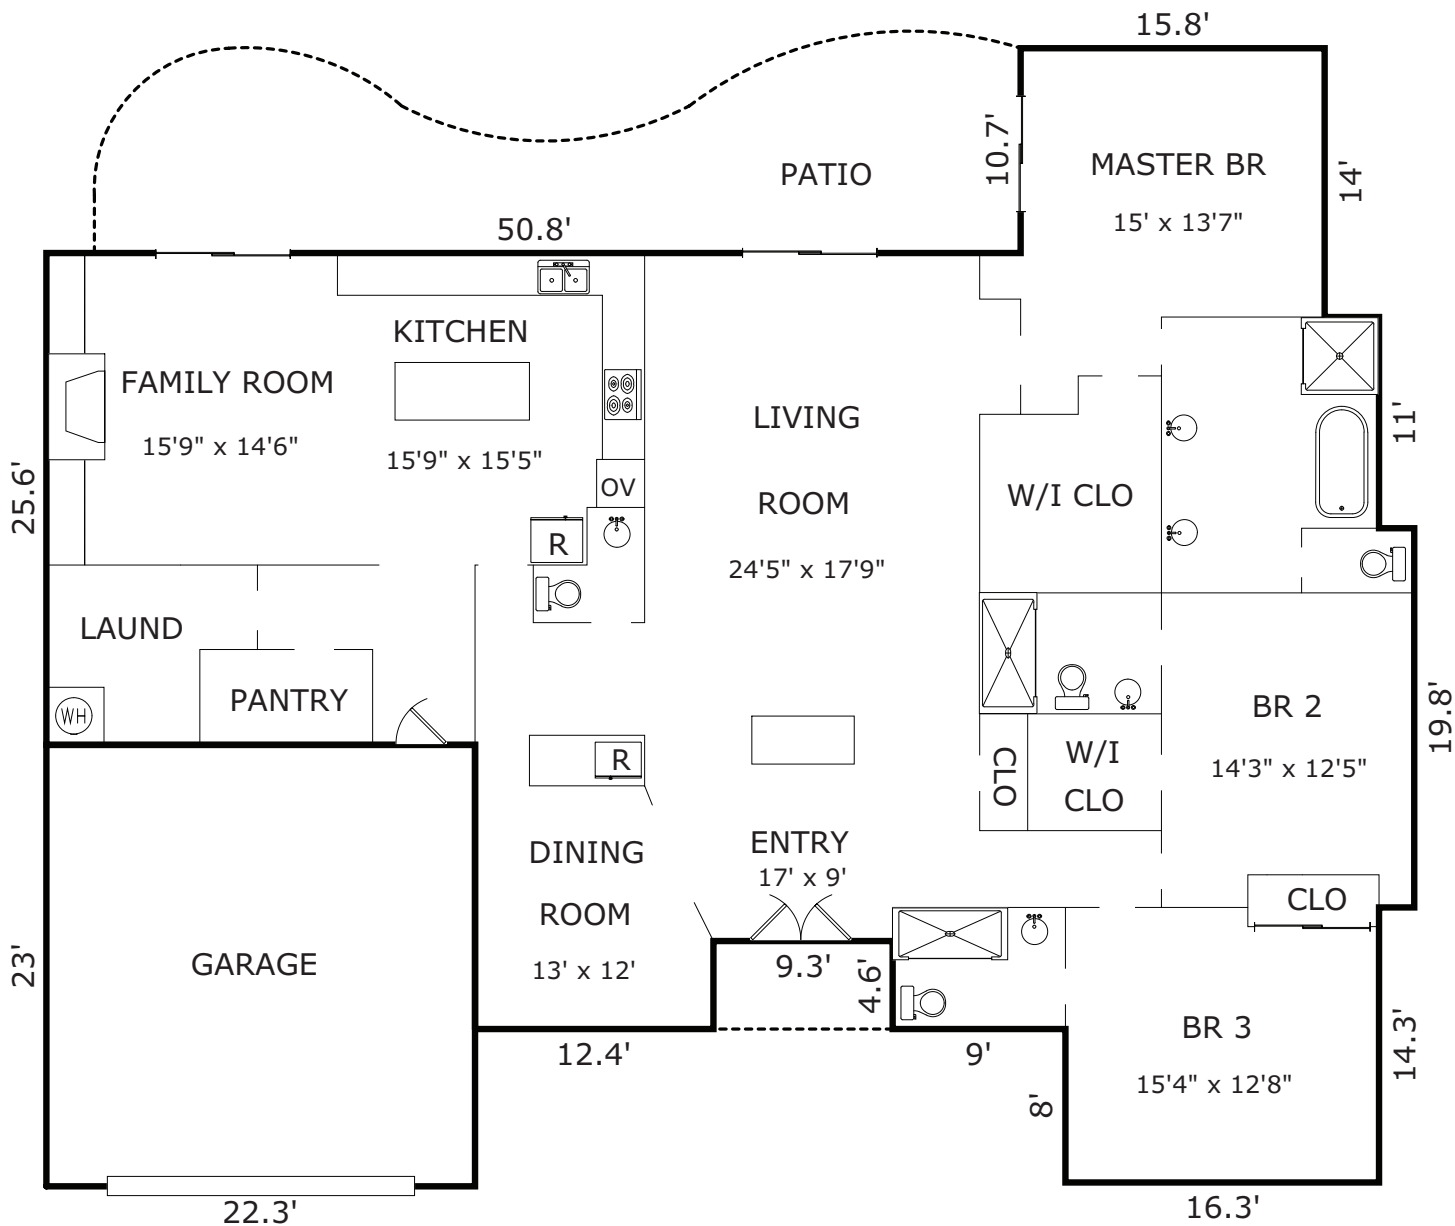 15.8'
10.7'
PATIO
MASTER BR
15' x 13'7"
14'
50.8'
KITCHEN
FAMILY ROOM
15'9" x 14'6"
15'9" x 15'5"
OV
R
LIVING
ROOM
24'5" x 17'9"
W/I CLO
11'
25.6'
LAUND
PANTRY
WH
R
CLO
W/I
CLO
BR 2
14'3" x 12'5"
19.8'
DINING
ROOM
13' x 12'
ENTRY
17' x 9'
CLO
GARAGE
23'
9.3'
4.6'
12.4'
9'
8'
BR 3
15'4" x 12'8"
14.3'
22.3'
16.3'